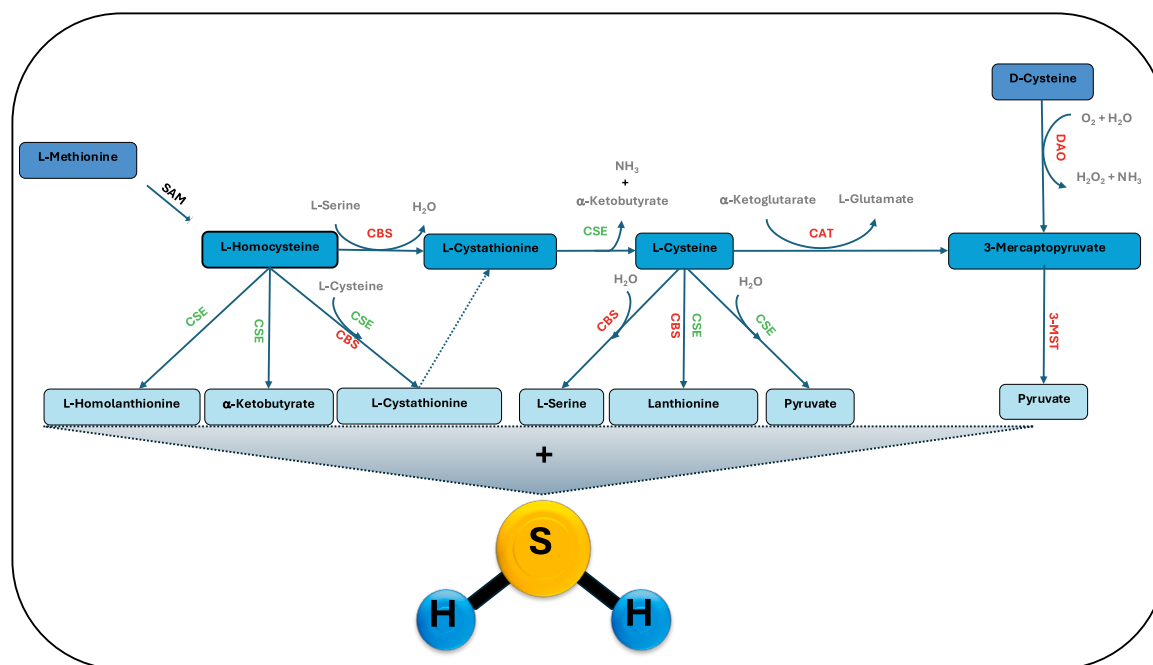 D-Cysteine
O₂ + H₂O
DAO
H₂O₂ + NH₃
L-Methionine
SAM
NH₃
+
α-Ketobutyrate
L-Serine
H₂O
CBS
CSE
α-Ketoglutarate
L-Glutamate
CAT
L-Homocysteine
L-Cystathionine
L-Cysteine
3-Mercaptopyruvate
L-Cysteine
CSE
CSE
CSE
CBS
H₂O
CBS
CBS
CSE
H₂O
CSE
3-MST
L-Homolanthionine
α-Ketobutyrate
L-Cystathionine
L-Serine
Lanthionine
Pyruvate
Pyruvate
+
S
H
H